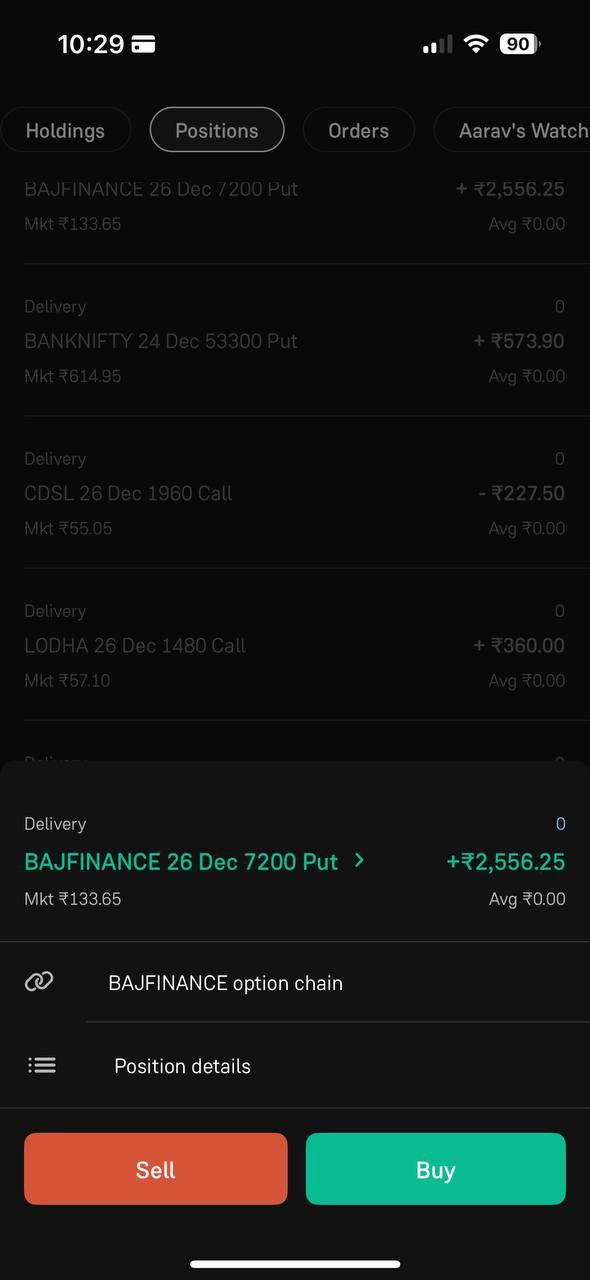 10:29
90
Holdings Positions Orders Aarav's Watch
BAJFINANCE 26 Dec 7200 Put + ₹2,556.25
Mkt ₹133.65 Avg ₹0.00
Delivery 0
BANKNIFTY 24 Dec 53300 Put + ₹573.90
Mkt ₹614.95 Avg ₹0.00
Delivery 0
CDSL 26 Dec 1960 Call - ₹227.50
Mkt ₹55.05 Avg ₹0.00
Delivery 0
LODHA 26 Dec 1480 Call + ₹360.00
Mkt ₹57.10 Avg ₹0.00
Delivery 0
BAJFINANCE 26 Dec 7200 Put +₹2,556.25
Mkt ₹133.65 Avg ₹0.00
BAJFINANCE option chain
Position details
Sell Buy